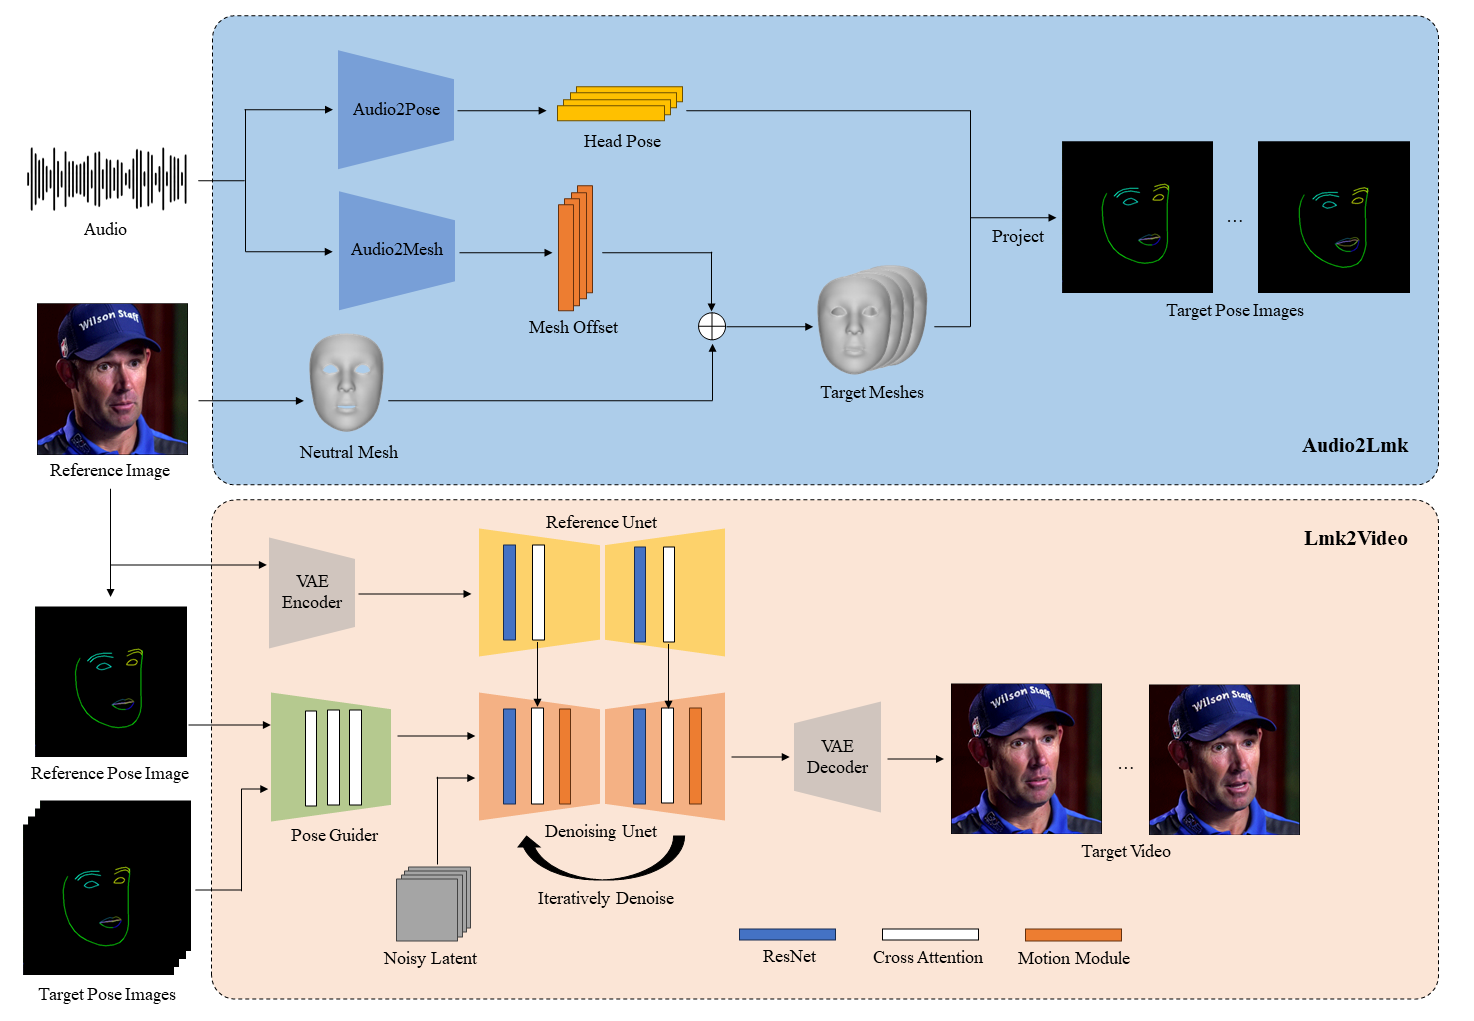 Audio2Pose
Head Pose
Audio
Audio2Mesh
Mesh Offset
Project
Target Pose Images
...
Wilson Staff
Reference Image
Neutral Mesh
Target Meshes
Audio2Lmk
Reference Unet
Lmk2Video
VAE
Encoder
Reference Pose Image
Pose Guider
Denoising Unet
Iteratively Denoise
VAE
Decoder
Wilson Staff
...
Wilson Staff
Target Video
Noisy Latent
ResNet
Cross Attention
Motion Module
Target Pose Images